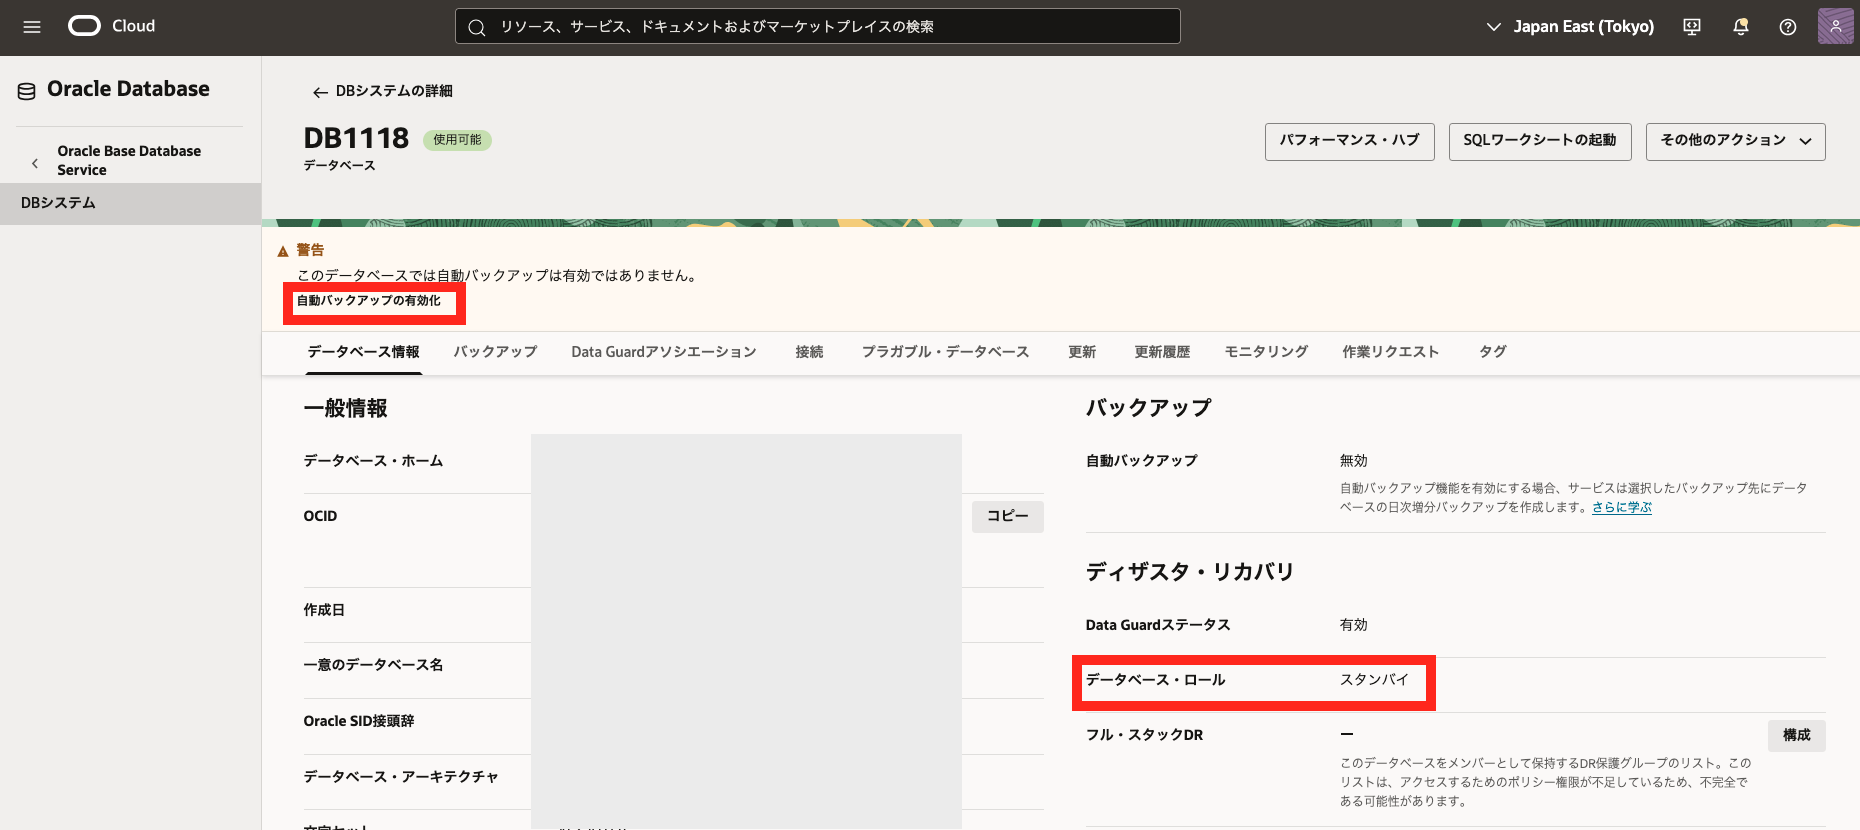 Cloud
リソース、サービス、ドキュメントおよびマーケットプレイスの検索
Japan East (Tokyo)
Oracle Database
Oracle Base Database
Service
DBシステム
DBシステムの詳細
DB1118
使用可能
データベース
パフォーマンス・ハブ
SQLワークシートの起動
その他のアクション
警告
このデータベースでは自動バックアップは有効ではありません。
自動バックアップの有効化
データベース情報
バックアップ
Data Guardアソシエーション
接続
プラガブル・データベース
更新
更新履歴
モニタリング
作業リクエスト
タグ
一般情報
データベース・ホーム
OCID
コピー
作成日
一意のデータベース名
Oracle SID接頭辞
データベース・アーキテクチャ
バックアップ
自動バックアップ
無効
自動バックアップ機能を有効にする場合、サービスは選択したバックアップ先にデータ
ベースの日次増分バックアップを作成します。さらに学ぶ
ディザスタ・リカバリ
Data Guardステータス
有効
データベース・ロール
スタンバイ
フル・スタックDR
—
構成
このデータベースをメンバーとして保持するDR保護グループのリスト。この
リストは、アクセスするためのポリシー権限が不足しているため、不完全で
ある可能性があります。